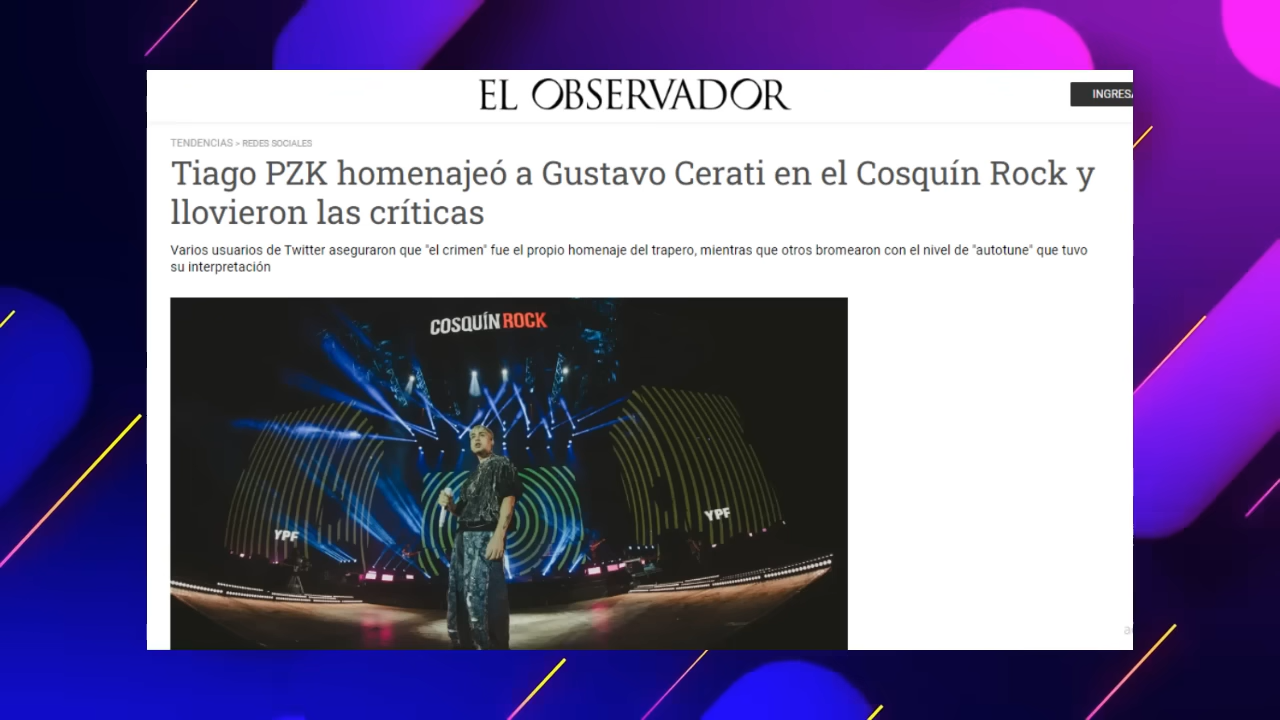 EL OBSERVADOR
INGRESA
TENDENCIAS > REDES SOCIALES
Tiago PZK homenajeó a Gustavo Cerati en el Cosquín Rock y
llovieron las críticas
Varios usuarios de Twitter aseguraron que "el crimen" fue el propio homenaje del trapero, mientras que otros bromearon con el nivel de "autotune" que tuvo
su interpretación
COSQUÍN ROCK
YPF
YPF